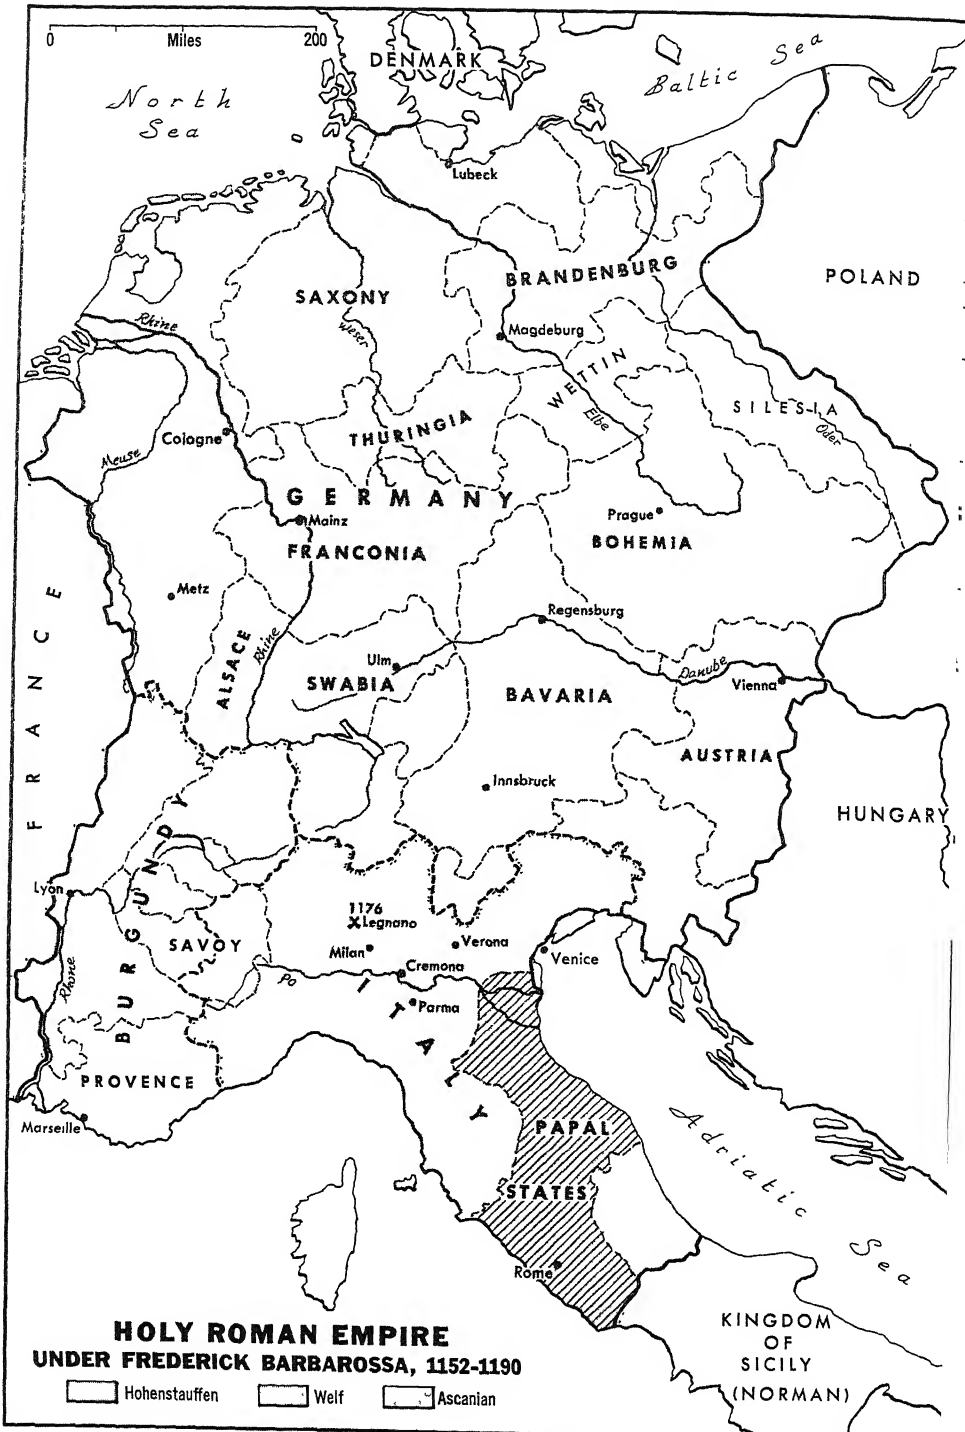 0 Miles 200
DENMARK
Baltic Sea
North
Sea
Lubeck
BRANDENBURG
POLAND
SAXONY
Rhine
Weser
Magdeburg
WETTIN
SILESIA
Elbe
Oder
THURINGIA
Cologne
Meuse
GERMANY
Mainz
Prague
BOHEMIA
FRANCONIA
FRANCE
Metz
Regensburg
ALSACE
Rhine
Ulm
SWABIA
Danube
Vienna
BAVARIA
AUSTRIA
Innsbruck
HUNGARY
BURGUNDY
Lyon
1176
Legnano
SAVOY
Milan
Verona
Venice
Cremona
Rhone
Po
Parma
ITALY
PROVENCE
Marseille
PAPAL
STATES
Adriatic Sea
Rome
KINGDOM
OF
SICILY
(NORMAN)
HOLY ROMAN EMPIRE
UNDER FREDERICK BARBAROSSA, 1152-1190
Hohenstauffen Welf Ascanian